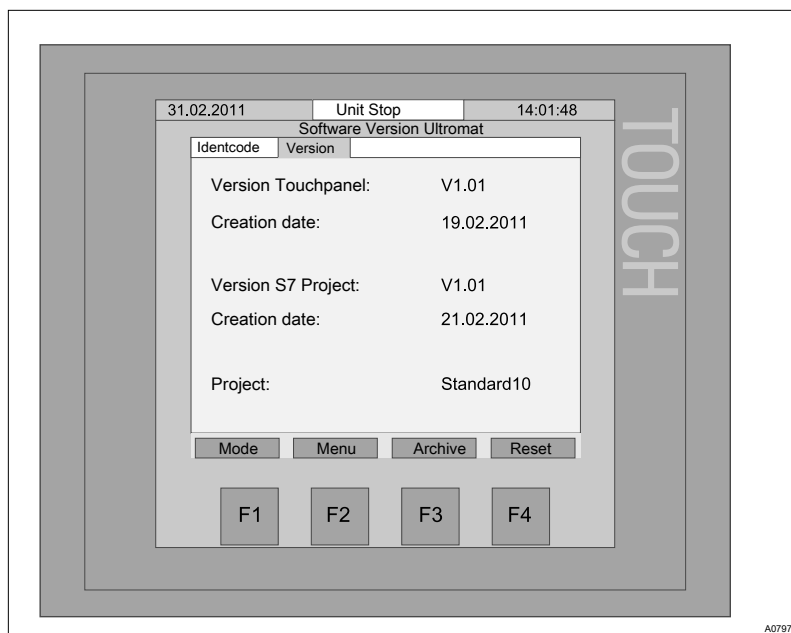 31.02.2011 Unit Stop 14:01:48
Software Version Ultromat
Identcode Version
Version Touchpanel: V1.01
Creation date: 19.02.2011
Version S7 Project: V1.01
Creation date: 21.02.2011
Project: Standard10
Mode Menu Archive Reset
F1 F2 F3 F4
TOUCH
A0797